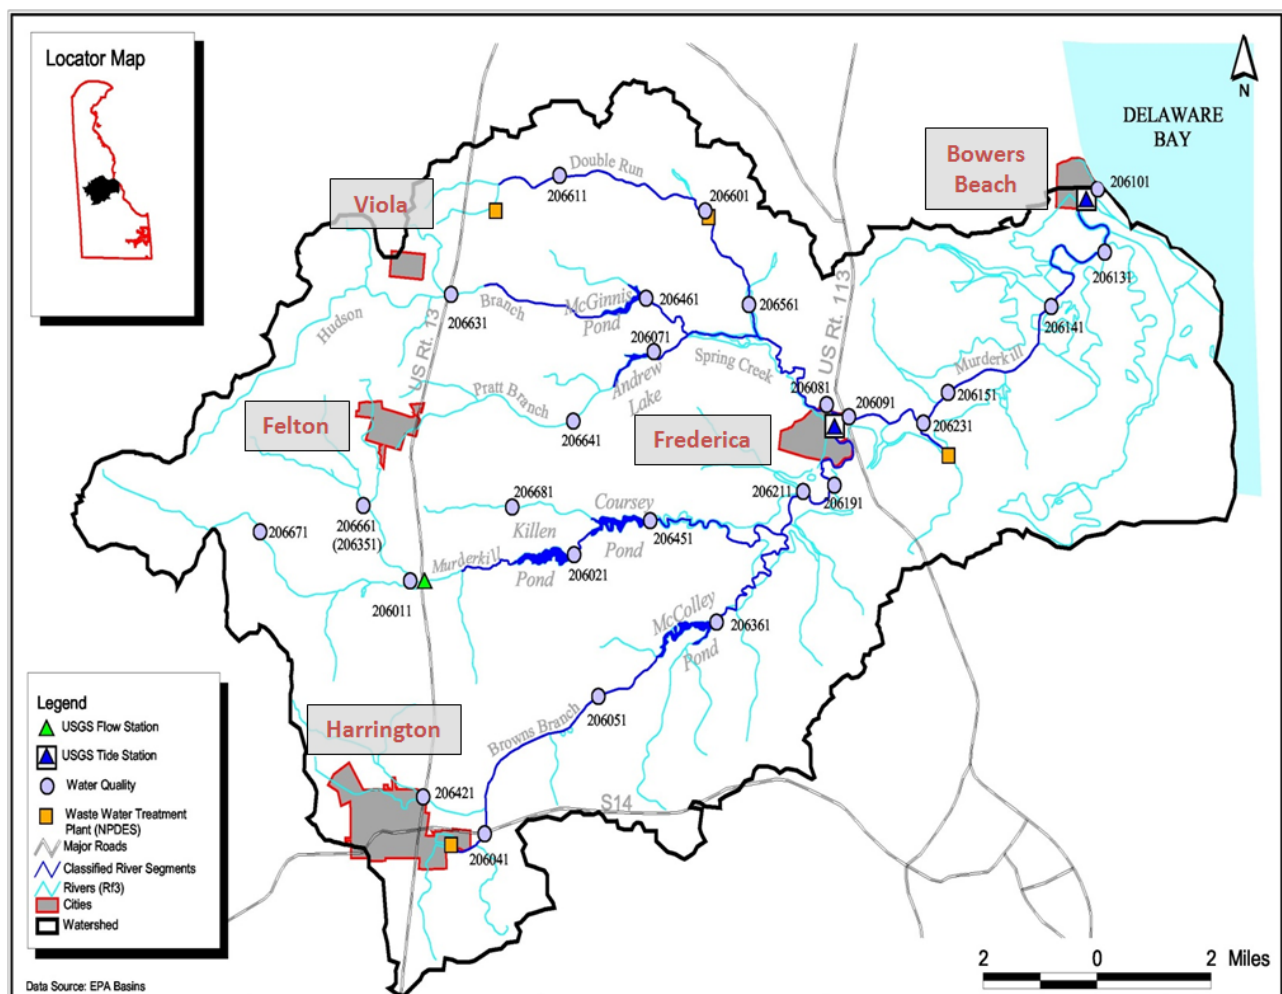 Locator Map
N
DELAWARE
BAY
Bowers
Beach
206101
Double Run
206611
206601
Viola
206131
206561
206141
US Rt. 113
McGinnis
Pond
206461
Branch
206631
Hudson
US Rt. 13
206071
Spring Creek
Andrew
Lake
Murderkill
Pratt Branch
206081
206091
206151
206231
Felton
206641
Frederica
206681
Coursey
Pond
206211
206191
206661
(206351)
206671
Killen
Pond
206451
Murderkill
206021
206011
McColley
Pond
206361
206051
Browns Branch
Harrington
206421
S14
206041
Legend
USGS Flow Station
USGS Tide Station
Water Quality
Waste Water Treatment
Plant (NPDES)
Major Roads
Classified River Segments
Rivers (Rf3)
Cities
Watershed
2 0 2 Miles
Data Source: EPA Basins